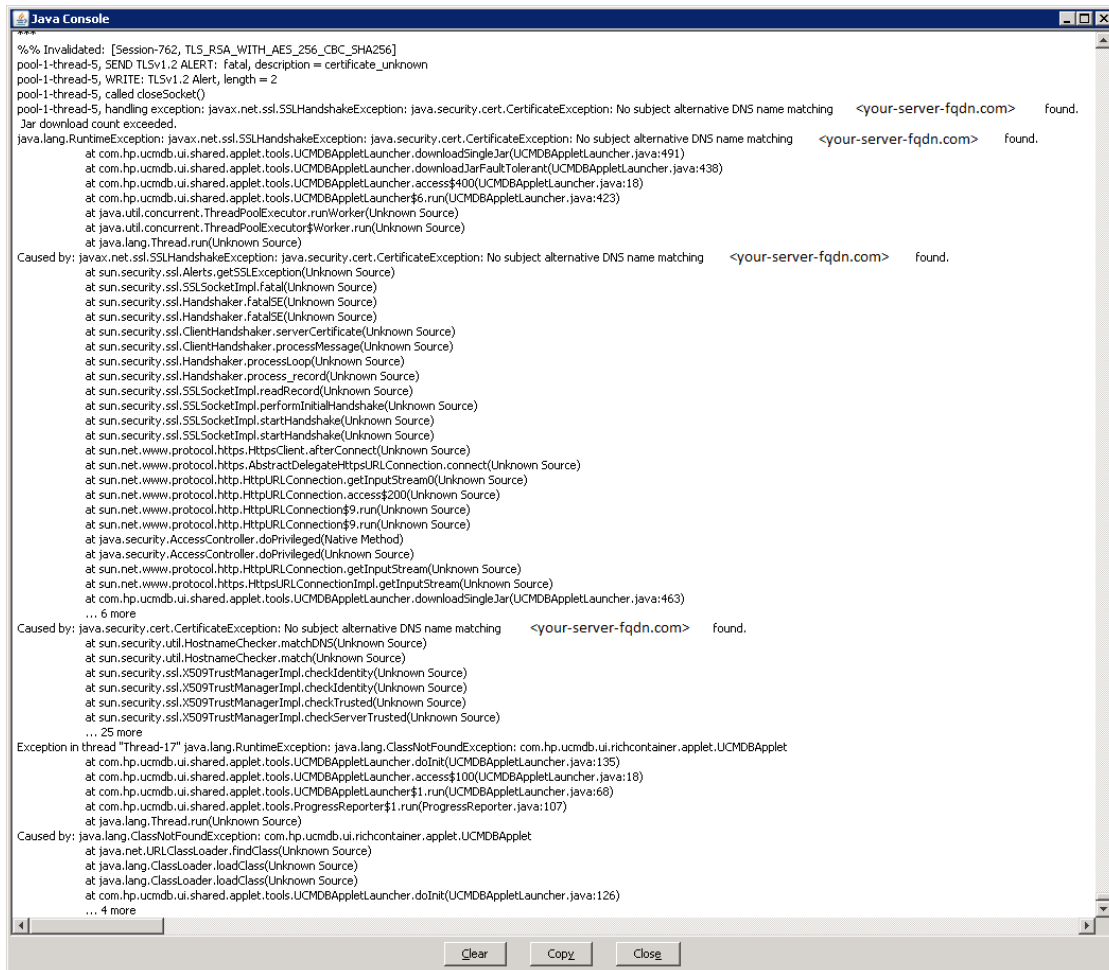 Java Console
***
%% Invalidated: [Session-762, TLS_RSA_WITH_AES_256_CBC_SHA256]
pool-1-thread-5, SEND TLSv1.2 ALERT: fatal, description = certificate_unknown
pool-1-thread-5, WRITE: TLSv1.2 Alert, length = 2
pool-1-thread-5, called closeSocket()
pool-1-thread-5, handling exception: javax.net.ssl.SSLHandshakeException: java.security.cert.CertificateException: No subject alternative DNS name matching <your-server-fqdn.com> found.
Jar download count exceeded.
java.lang.RuntimeException: javax.net.ssl.SSLHandshakeException: java.security.cert.CertificateException: No subject alternative DNS name matching <your-server-fqdn.com> found.
at com.hp.ucmdb.ui.shared.applet.tools.UCMDBAppletLauncher.downloadSingleJar(UCMDBAppletLauncher.java:491)
at com.hp.ucmdb.ui.shared.applet.tools.UCMDBAppletLauncher.downloadJarFaultTolerant(UCMDBAppletLauncher.java:438)
at com.hp.ucmdb.ui.shared.applet.tools.UCMDBAppletLauncher.access$400(UCMDBAppletLauncher.java:18)
at com.hp.ucmdb.ui.shared.applet.tools.UCMDBAppletLauncher$6.run(UCMDBAppletLauncher.java:423)
at java.util.concurrent.ThreadPoolExecutor.runWorker(Unknown Source)
at java.util.concurrent.ThreadPoolExecutor$Worker.run(Unknown Source)
at java.lang.Thread.run(Unknown Source)
Caused by: javax.net.ssl.SSLHandshakeException: java.security.cert.CertificateException: No subject alternative DNS name matching <your-server-fqdn.com> found.
at sun.security.ssl.Alerts.getSSLException(Unknown Source)
at sun.security.ssl.SSLSocketImpl.fatal(Unknown Source)
at sun.security.ssl.Handshaker.fatalSE(Unknown Source)
at sun.security.ssl.Handshaker.fatalSE(Unknown Source)
at sun.security.ssl.ClientHandshaker.serverCertificate(Unknown Source)
at sun.security.ssl.ClientHandshaker.processMessage(Unknown Source)
at sun.security.ssl.Handshaker.processLoop(Unknown Source)
at sun.security.ssl.Handshaker.process_record(Unknown Source)
at sun.security.ssl.SSLSocketImpl.readRecord(Unknown Source)
at sun.security.ssl.SSLSocketImpl.performInitialHandshake(Unknown Source)
at sun.security.ssl.SSLSocketImpl.startHandshake(Unknown Source)
at sun.security.ssl.SSLSocketImpl.startHandshake(Unknown Source)
at sun.net.www.protocol.https.HttpsClient.afterConnect(Unknown Source)
at sun.net.www.protocol.https.AbstractDelegateHttpsURLConnection.connect(Unknown Source)
at sun.net.www.protocol.http.HttpURLConnection.getInputStream0(Unknown Source)
at sun.net.www.protocol.http.HttpURLConnection.access$200(Unknown Source)
at sun.net.www.protocol.http.HttpURLConnection$9.run(Unknown Source)
at sun.net.www.protocol.http.HttpURLConnection$9.run(Unknown Source)
at java.security.AccessController.doPrivileged(Native Method)
at java.security.AccessController.doPrivileged(Unknown Source)
at sun.net.www.protocol.http.HttpURLConnection.getInputStream(Unknown Source)
at sun.net.www.protocol.https.HttpsURLConnectionImpl.getInputStream(Unknown Source)
at com.hp.ucmdb.ui.shared.applet.tools.UCMDBAppletLauncher.downloadSingleJar(UCMDBAppletLauncher.java:463)
... 6 more
Caused by: java.security.cert.CertificateException: No subject alternative DNS name matching <your-server-fqdn.com> found.
at sun.security.util.HostnameChecker.matchDNS(Unknown Source)
at sun.security.util.HostnameChecker.match(Unknown Source)
at sun.security.ssl.X509TrustManagerImpl.checkIdentity(Unknown Source)
at sun.security.ssl.X509TrustManagerImpl.checkIdentity(Unknown Source)
at sun.security.ssl.X509TrustManagerImpl.checkTrusted(Unknown Source)
at sun.security.ssl.X509TrustManagerImpl.checkServerTrusted(Unknown Source)
... 25 more
Exception in thread "Thread-17" java.lang.RuntimeException: java.lang.ClassNotFoundException: com.hp.ucmdb.ui.richcontainer.applet.UCMDBApplet
at com.hp.ucmdb.ui.shared.applet.tools.UCMDBAppletLauncher.doInit(UCMDBAppletLauncher.java:135)
at com.hp.ucmdb.ui.shared.applet.tools.UCMDBAppletLauncher.access$100(UCMDBAppletLauncher.java:18)
at com.hp.ucmdb.ui.shared.applet.tools.UCMDBAppletLauncher$1.run(UCMDBAppletLauncher.java:68)
at com.hp.ucmdb.ui.shared.applet.tools.ProgressReporter$1.run(ProgressReporter.java:107)
at java.lang.Thread.run(Unknown Source)
Caused by: java.lang.ClassNotFoundException: com.hp.ucmdb.ui.richcontainer.applet.UCMDBApplet
at java.net.URLClassLoader.findClass(Unknown Source)
at java.lang.ClassLoader.loadClass(Unknown Source)
at java.lang.ClassLoader.loadClass(Unknown Source)
at com.hp.ucmdb.ui.shared.applet.tools.UCMDBAppletLauncher.doInit(UCMDBAppletLauncher.java:126)
... 4 more
Clear Copy Close